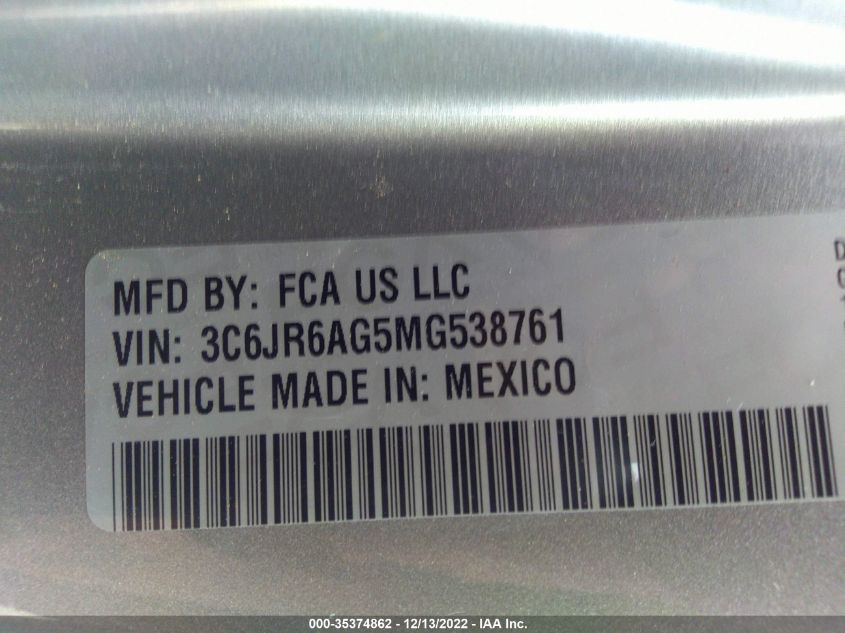 MFD BY: FCA US LLC
VIN: 3C6JR6AG5MG538761
VEHICLE MADE IN: MEXICO
000-35374862 - 12/13/2022 - IAA Inc.